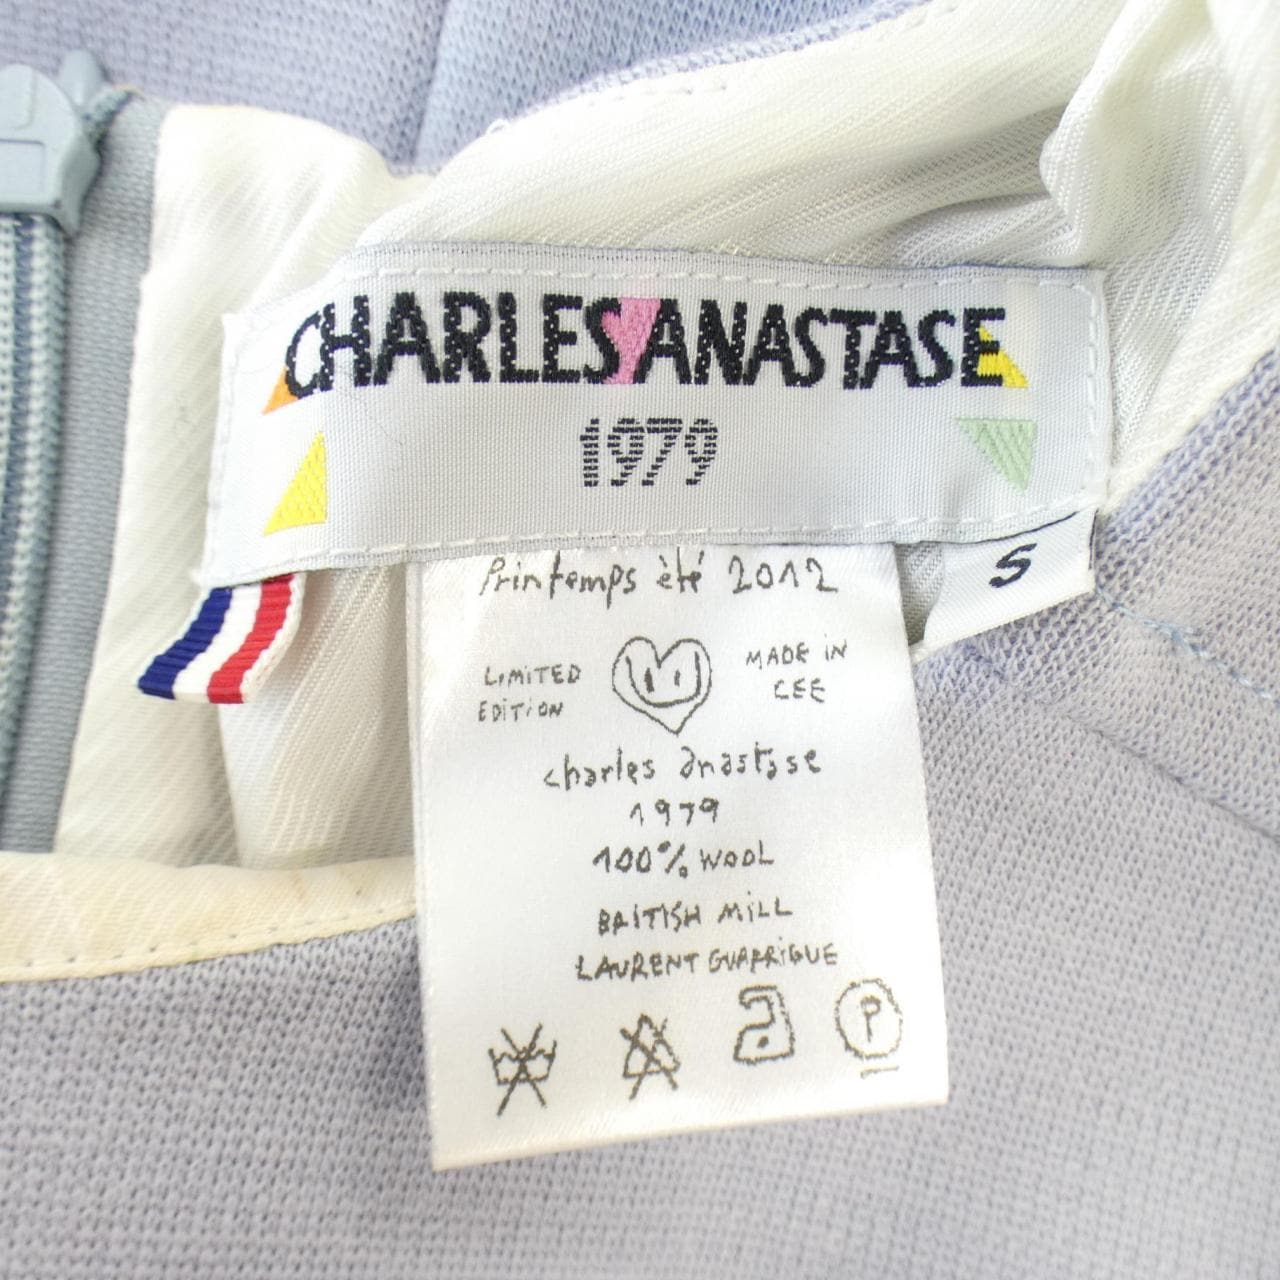 CHARLES ANASTASE
1979
S
Printemps été 2012
LIMITED
EDITION
MADE IN
CEE
charles anastase
1979
100% WOOL
BRITISH MILL
LAURENT GUARRIGUE
P